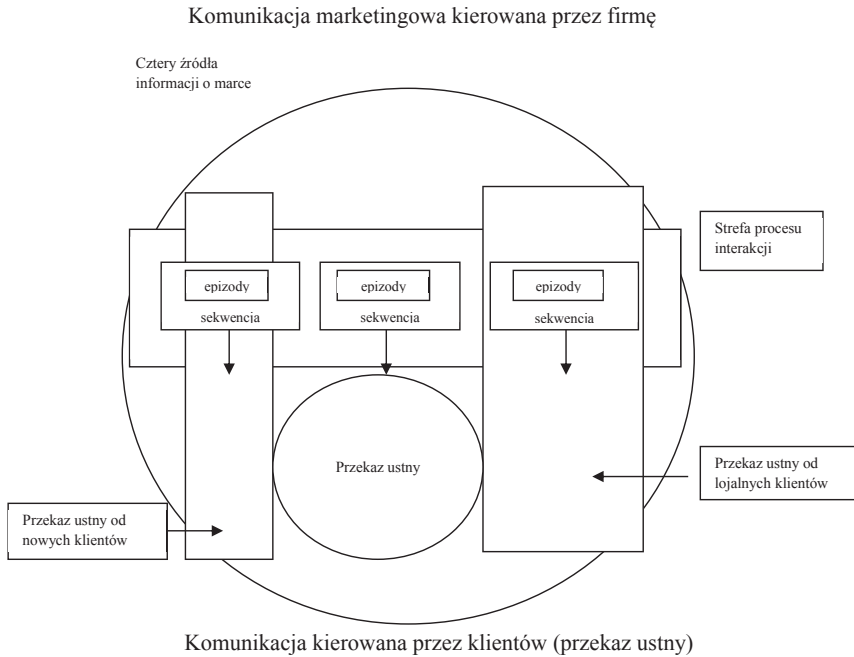 Komunikacja marketingowa kierowana przez firmę
Cztery źródła
informacji o marce
Strefa procesu
interakcji
epizody
epizody
epizody
sekwencja
sekwencja
sekwencja
Przekaz ustny
Przekaz ustny od
lojalnych klientów
Przekaz ustny od
nowych klientów
Komunikacja kierowana przez klientów (przekaz ustny)